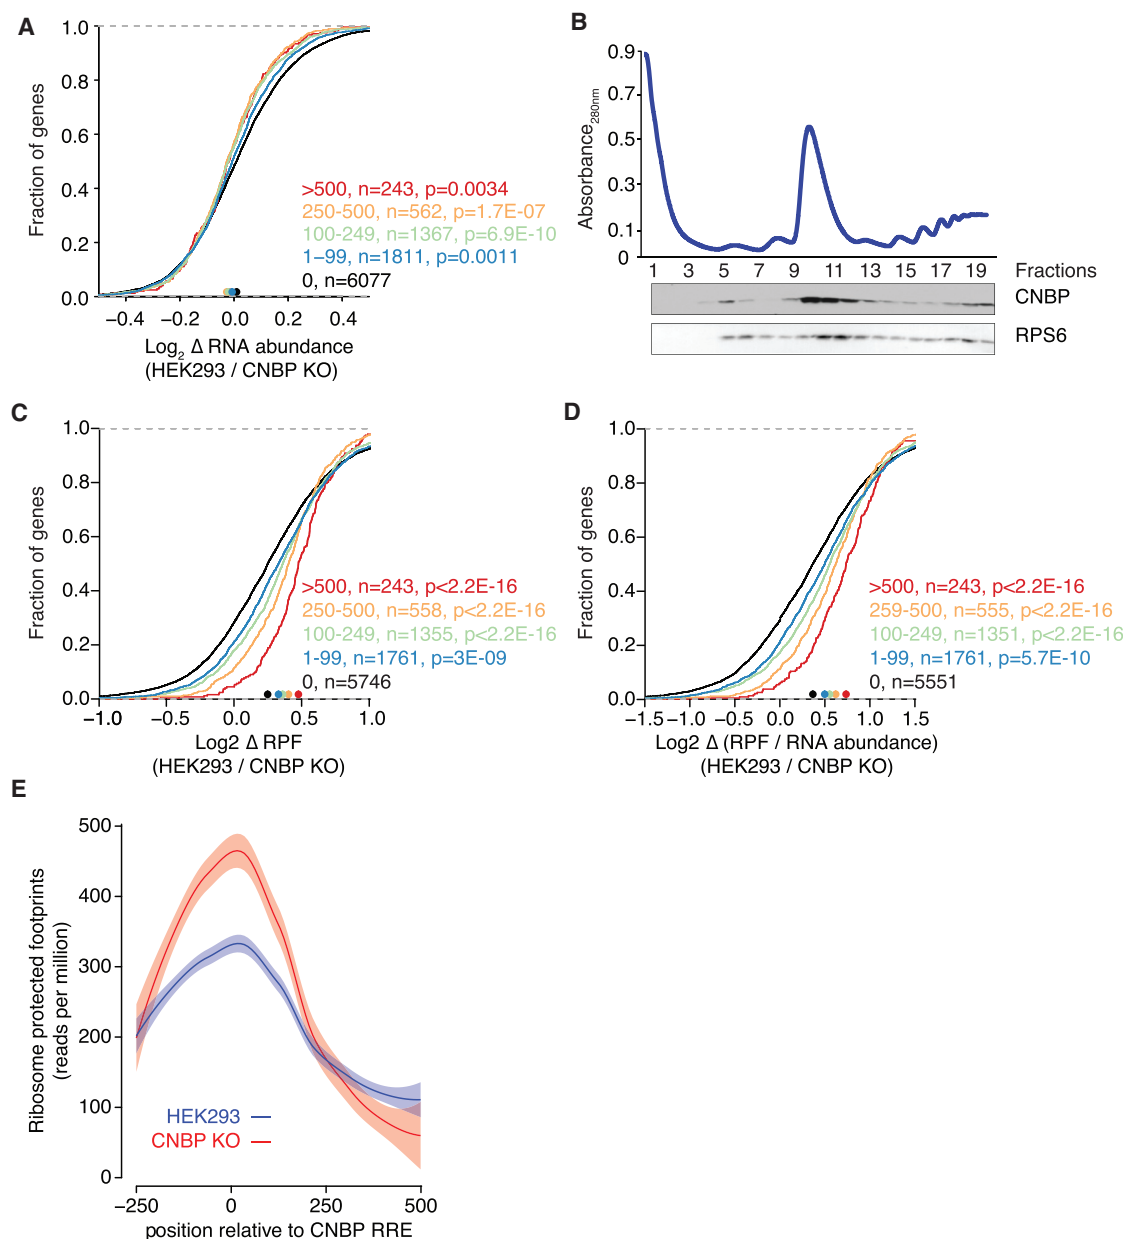 A
1.0
0.8
0.6
0.4
0.2
0.0
Fraction of genes
>500, n=243, p=0.0034
250-500, n=562, p=1.7E-07
100-249, n=1367, p=6.9E-10
1–99, n=1811, p=0.0011
0, n=6077
−0.4 −0.2 0.0 0.2 0.4
Log2 Δ RNA abundance
(HEK293 / CNBP KO)
B
0.9
0.7
0.5
0.3
0.1
0
Absorbance280nm
1 3 5 7 9 11 13 15 17 19 Fractions
CNBP
RPS6
C
1.0
0.8
0.6
0.4
0.2
0.0
Fraction of genes
>500, n=243, p<2.2E-16
250-500, n=558, p<2.2E-16
100-249, n=1355, p<2.2E-16
1-99, n=1761, p=3E-09
0, n=5746
−1.0 −0.5 0.0 0.5 1.0
Log2 Δ RPF
(HEK293 / CNBP KO)
D
1.0
0.8
0.6
0.4
0.2
0.0
Fraction of genes
>500, n=243, p<2.2E-16
259-500, n=555, p<2.2E-16
100-249, n=1351, p<2.2E-16
1-99, n=1761, p=5.7E-10
0, n=5551
−1.5 −1.0 −0.5 0.0 0.5 1.0 1.5
Log2 Δ (RPF / RNA abundance)
(HEK293 / CNBP KO)
E
500
400
300
200
100
0
Ribosome protected footprints
(reads per million)
HEK293
CNBP KO
−250 0 250 500
position relative to CNBP RRE